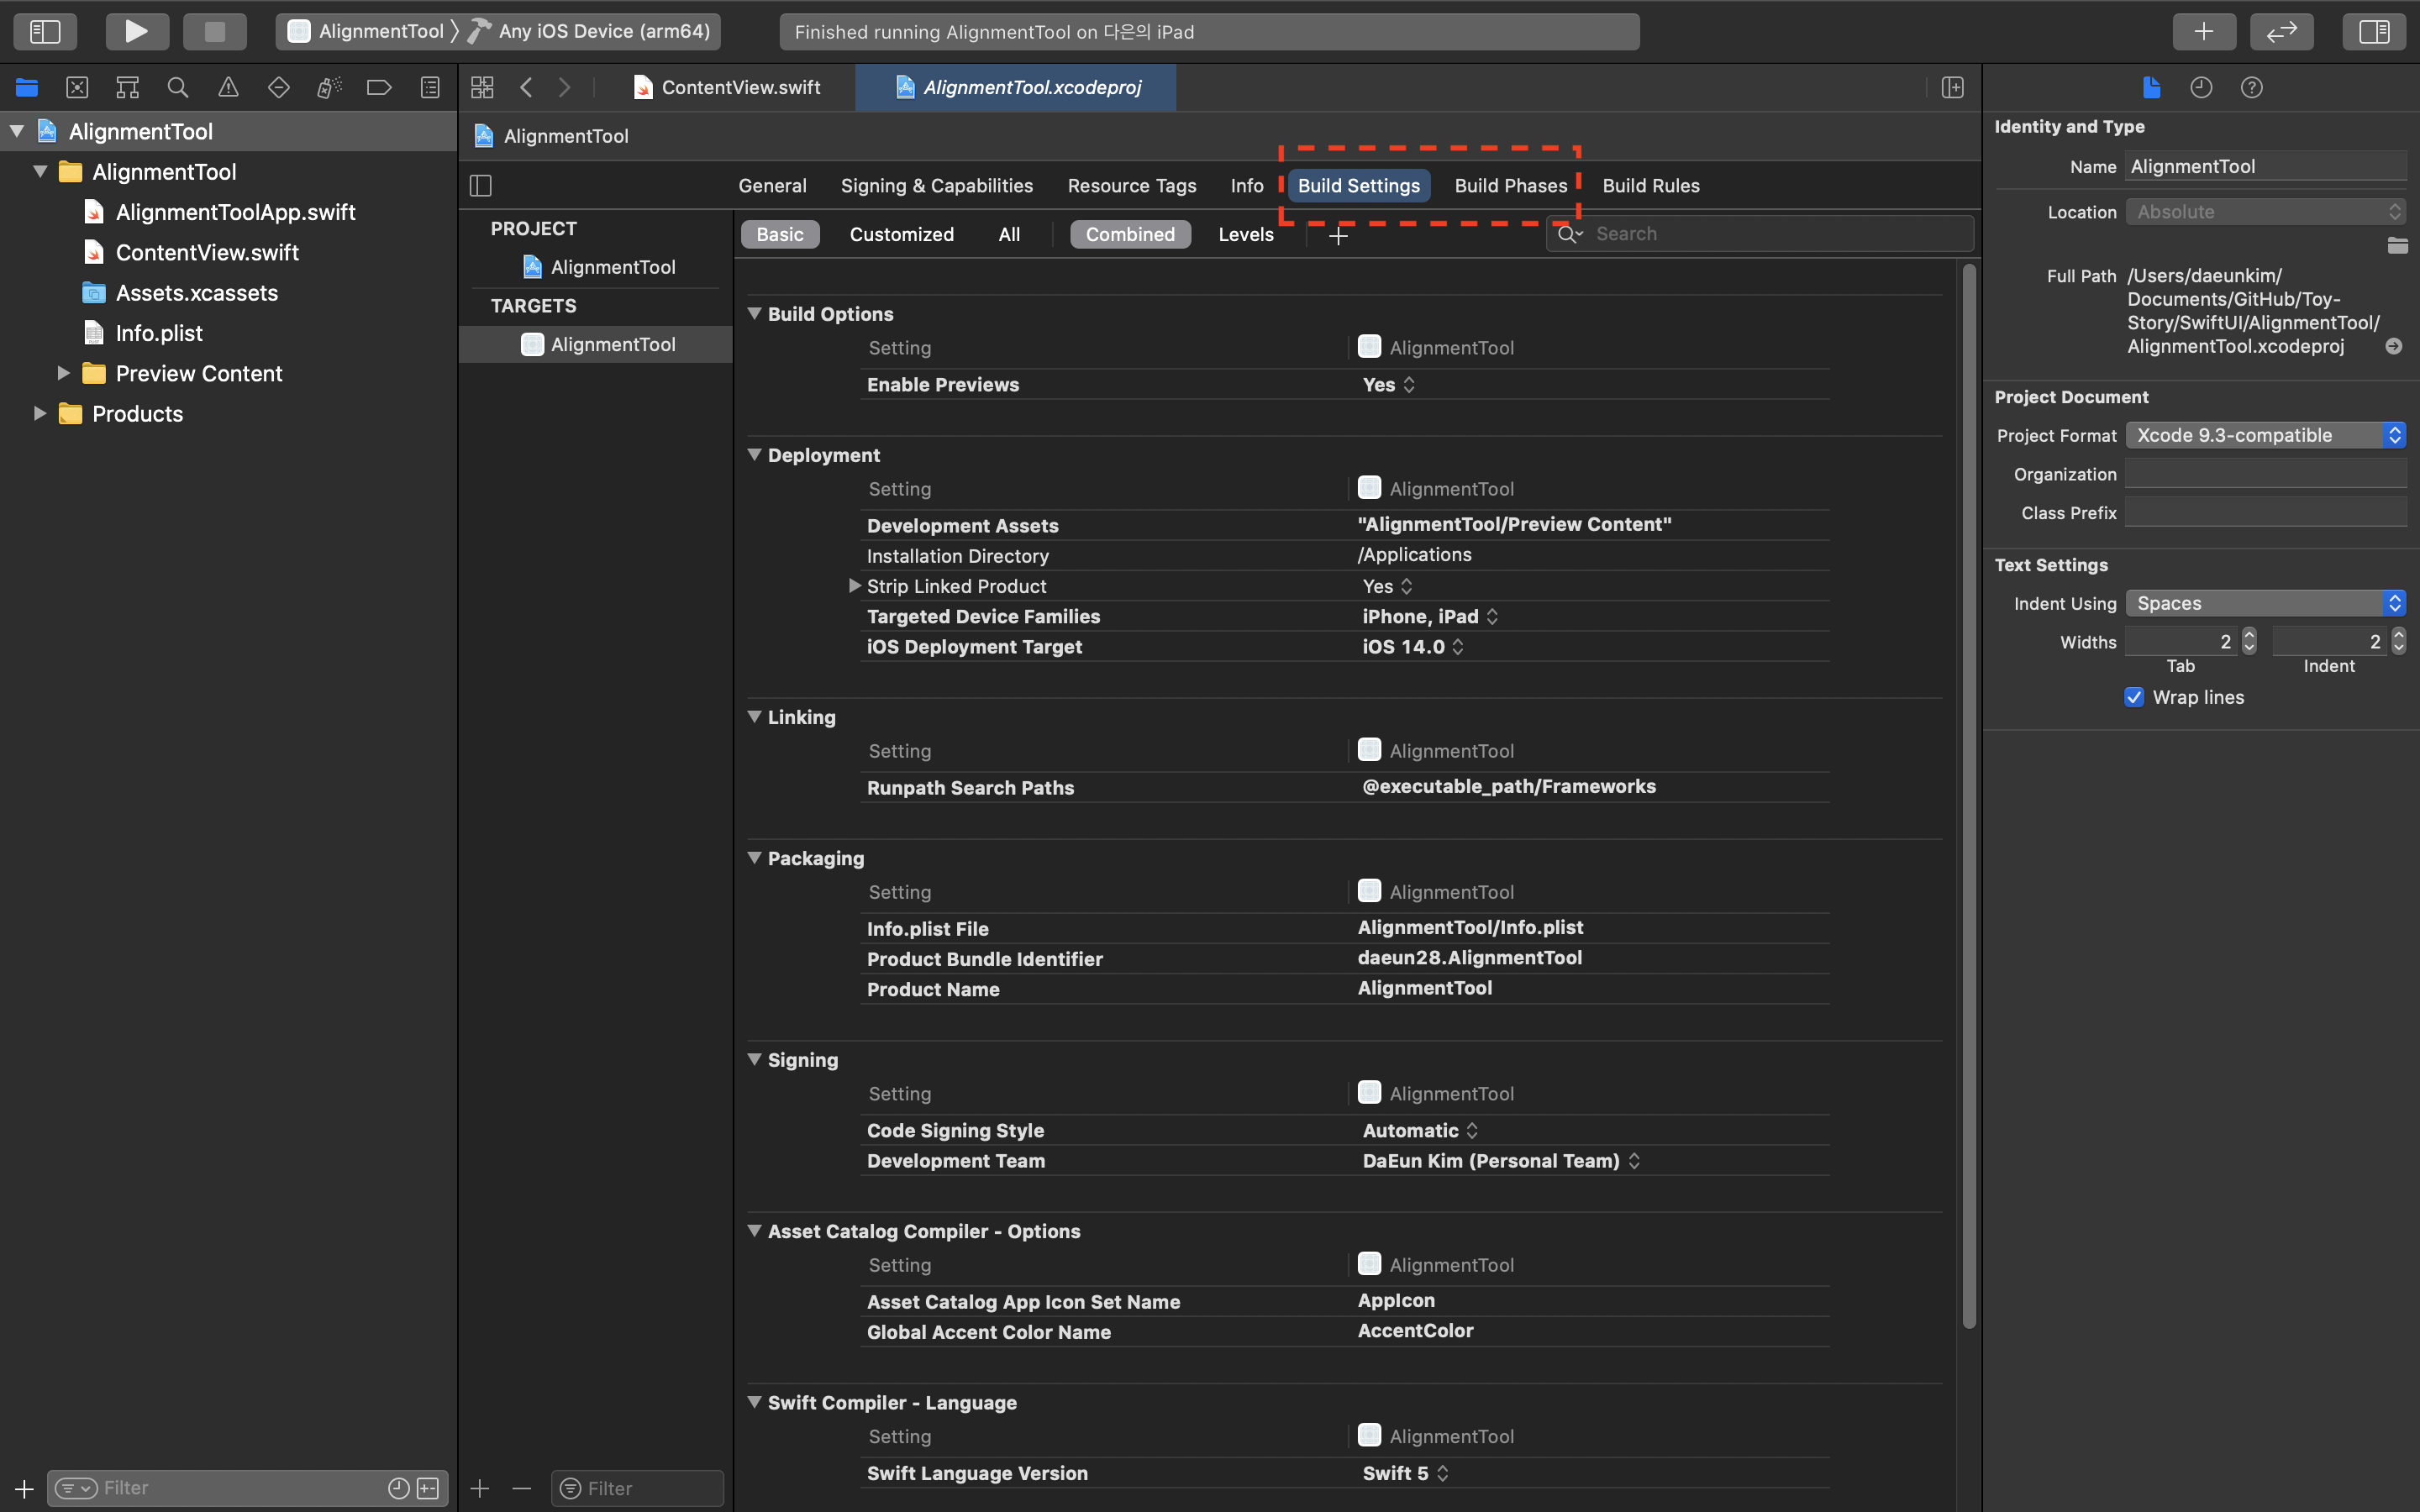 AlignmentTool Any iOS Device (arm64)
Finished running AlignmentTool on 다은의 iPad
ContentView.swift
AlignmentTool.xcodeproj
AlignmentTool
AlignmentTool
AlignmentToolApp.swift
ContentView.swift
Assets.xcassets
Info.plist
Preview Content
Products
Filter
AlignmentTool
General Signing & Capabilities Resource Tags Info Build Settings Build Phases Build Rules
PROJECT
AlignmentTool
TARGETS
AlignmentTool
Filter
Basic Customized All Combined Levels Search
Build Options
Setting AlignmentTool
Enable Previews Yes
Deployment
Setting AlignmentTool
Development Assets "AlignmentTool/Preview Content"
Installation Directory /Applications
Strip Linked Product Yes
Targeted Device Families iPhone, iPad
iOS Deployment Target iOS 14.0
Linking
Setting AlignmentTool
Runpath Search Paths @executable_path/Frameworks
Packaging
Setting AlignmentTool
Info.plist File AlignmentTool/Info.plist
Product Bundle Identifier daeun28.AlignmentTool
Product Name AlignmentTool
Signing
Setting AlignmentTool
Code Signing Style Automatic
Development Team DaEun Kim (Personal Team)
Asset Catalog Compiler - Options
Setting AlignmentTool
Asset Catalog App Icon Set Name AppIcon
Global Accent Color Name AccentColor
Swift Compiler - Language
Setting AlignmentTool
Swift Language Version Swift 5
Identity and Type
Name AlignmentTool
Location Absolute
Full Path /Users/daeunkim/
Documents/GitHub/Toy-
Story/SwiftUI/AlignmentTool/
AlignmentTool.xcodeproj
Project Document
Project Format Xcode 9.3-compatible
Organization
Class Prefix
Text Settings
Indent Using Spaces
Widths 2 2
Tab Indent
Wrap lines